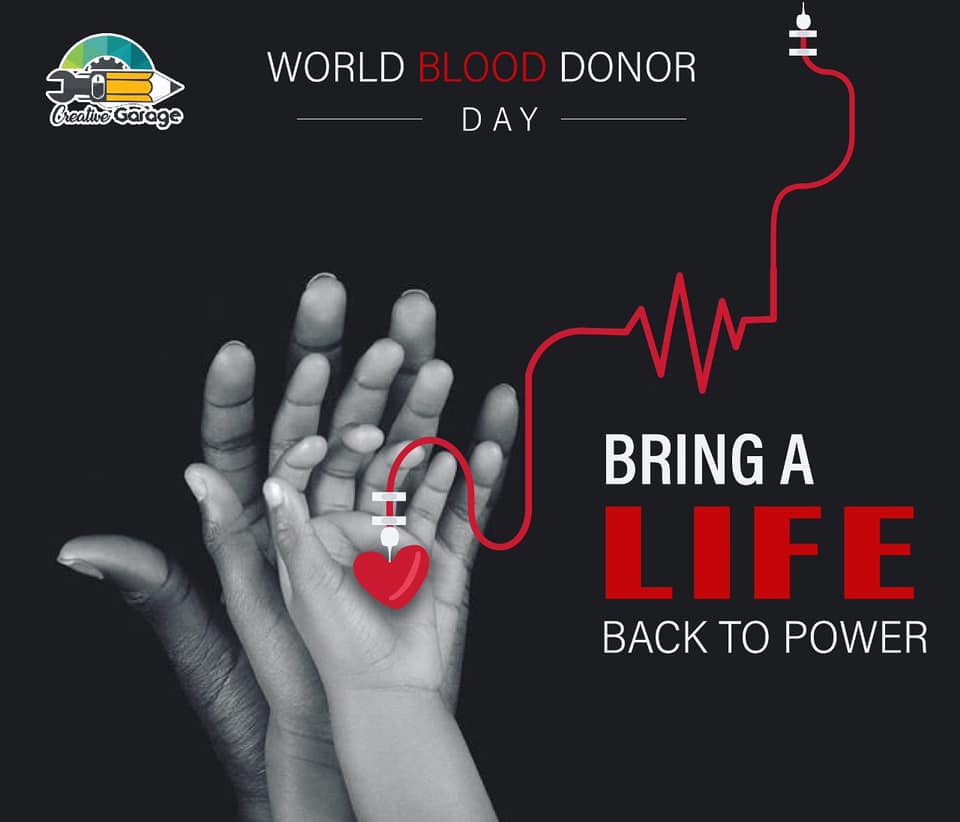 Creative Garage
WORLD BLOOD DONOR
DAY
BRING A
LIFE
BACK TO POWER